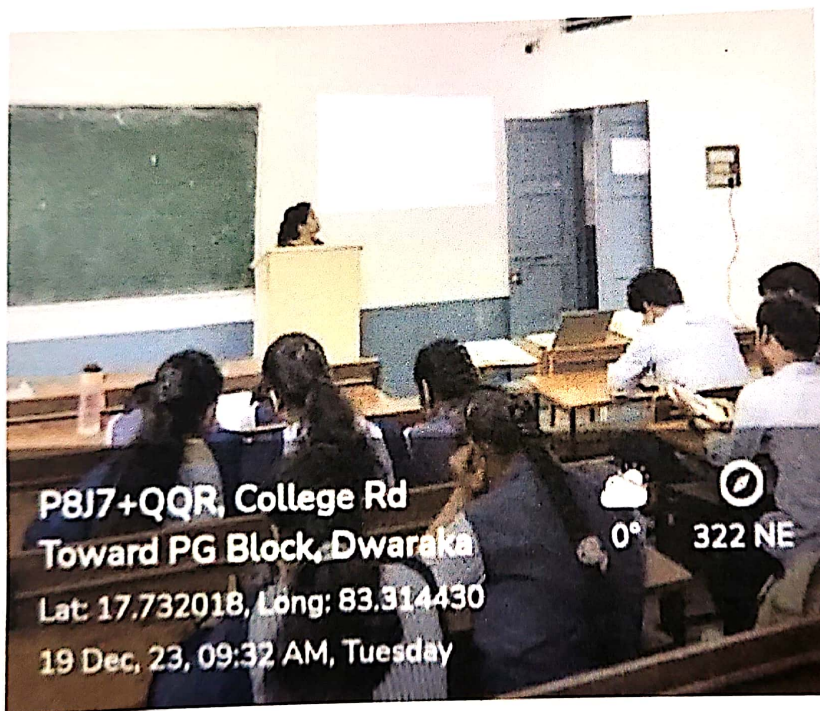 P8J7+QQR, College Rd
Toward PG Block, Dwaraka
0°
322 NE
Lat: 17.732018, Long: 83.314430
19 Dec, 23, 09:32 AM, Tuesday